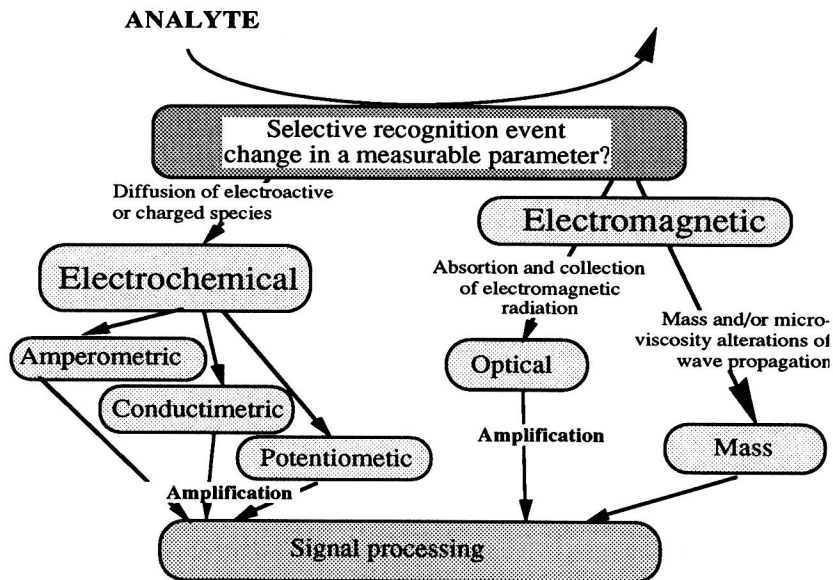 ANALYTE
Selective recognition event
change in a measurable parameter?
Diffusion of electroactive
or charged species
Electromagnetic
Electrochemical
Absortion and collection
of electromagnetic
radiation
Mass and/or micro-
viscosity alterations of
wave propagation
Amperometric
Optical
Conductimetric
Amplification
Mass
Potentiometic
Amplification
Signal processing